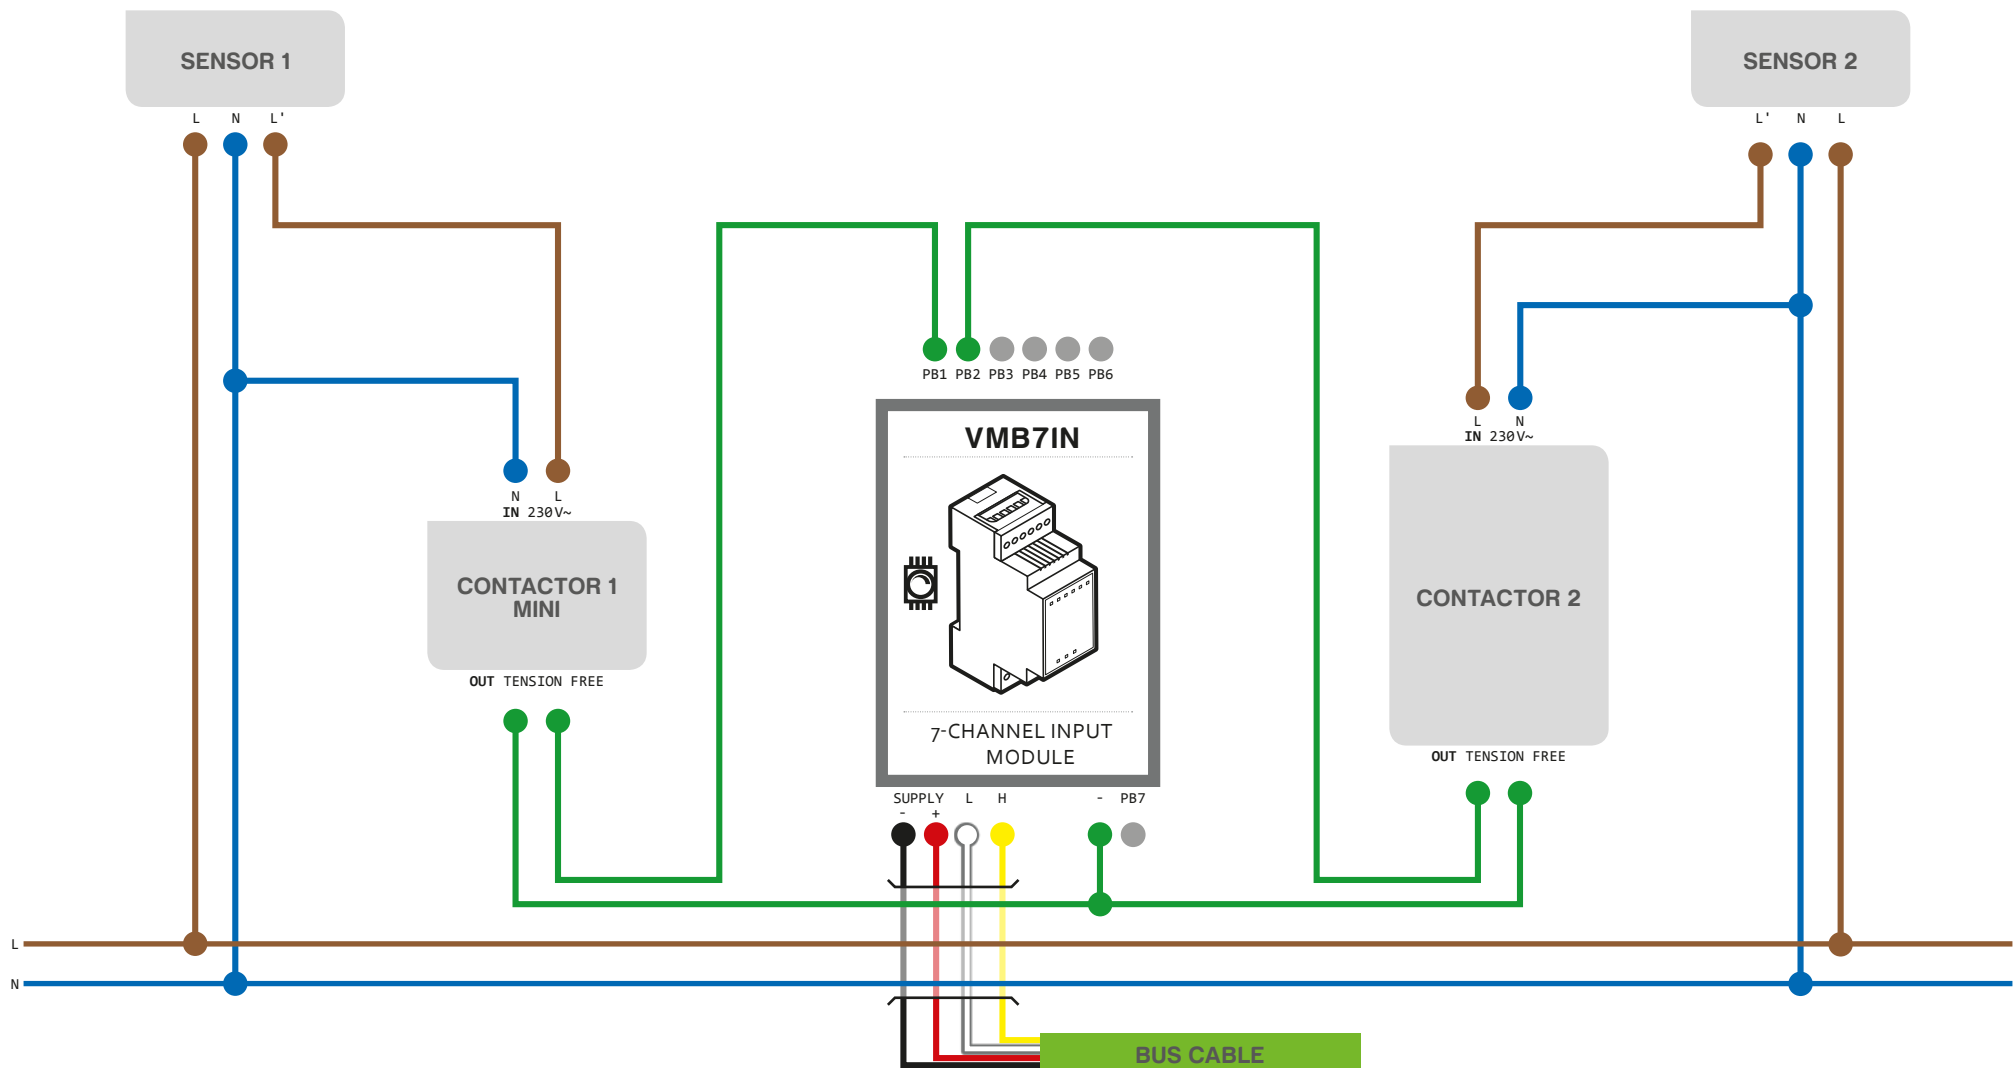 SENSOR 1
SENSOR 2
L N L'
L' N L
PB1 PB2 PB3 PB4 PB5 PB6
VMB7IN
L N
IN 230V~
N L
IN 230V~
CONTACTOR 1
MINI
CONTACTOR 2
OUT TENSION FREE
7-CHANNEL INPUT
MODULE
OUT TENSION FREE
SUPPLY L H - PB7
- +
L
N
BUS CABLE